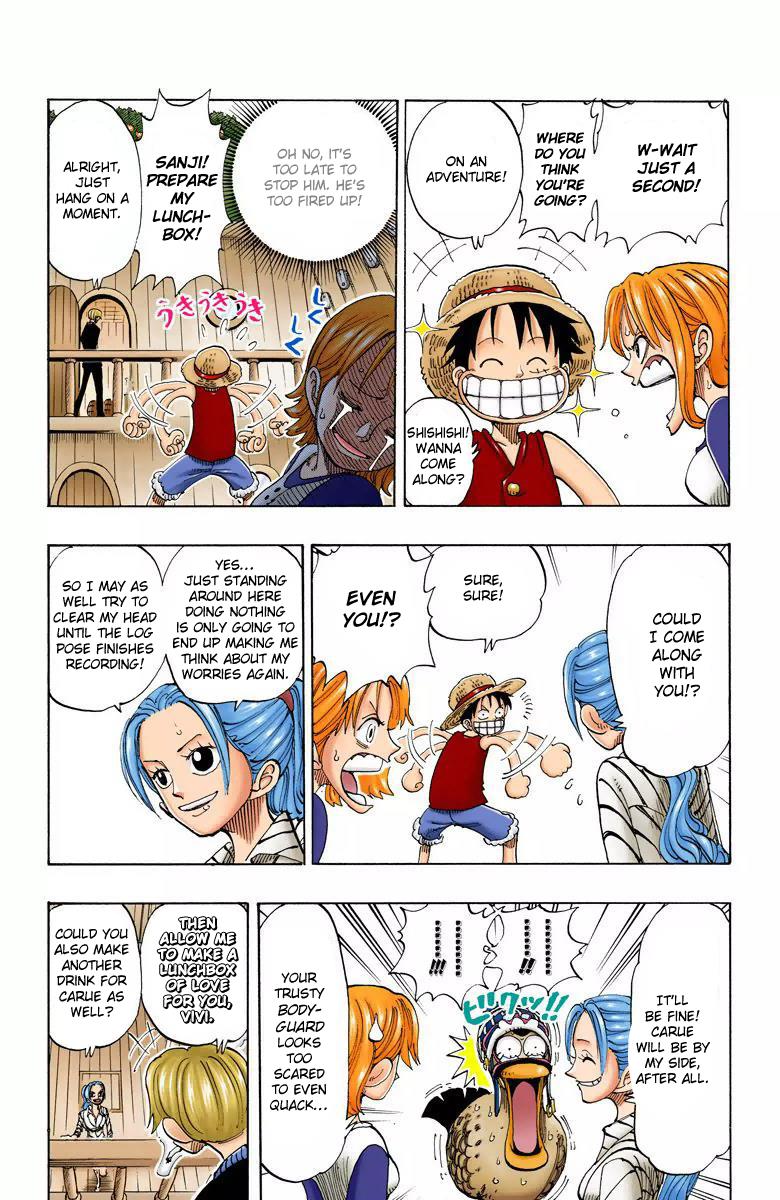 W-WAIT
JUST
A
SECOND!
WHERE
DO YOU
THINK
YOU'RE
GOING?
ON AN
ADVENTURE!
SHISHISHI!
WANNA
COME
ALONG?
OH NO, IT'S
TOO LATE TO
STOP HIM. HE'S
TOO FIRED UP!
SANJI!
PREPARE
MY
LUNCH-
BOX!
ALRIGHT,
JUST
HANG ON A
MOMENT.
うきうきうき
くく
COULD
I COME
ALONG
WITH
YOU!?
SURE,
SURE!
EVEN
YOU!?
YES...
JUST STANDING
AROUND HERE
DOING NOTHING
IS ONLY GOING TO
END UP MAKING ME
THINK ABOUT MY
WORRIES AGAIN.
SO I MAY AS
WELL TRY TO
CLEAR MY HEAD
UNTIL THE LOG
POSE FINISHES
RECORDING!
IT'LL
BE FINE!
CARUE
WILL BE BY
MY SIDE,
AFTER ALL.
ビクッ!!
YOUR
TRUSTY
BODY-
GUARD
LOOKS
TOO
SCARED
TO EVEN
QUACK...
THEN
ALLOW ME
TO MAKE A
LUNCHBOX
OF LOVE
FOR YOU,
VIVI.
COULD YOU
ALSO MAKE
ANOTHER
DRINK FOR
CARUE AS
WELL?